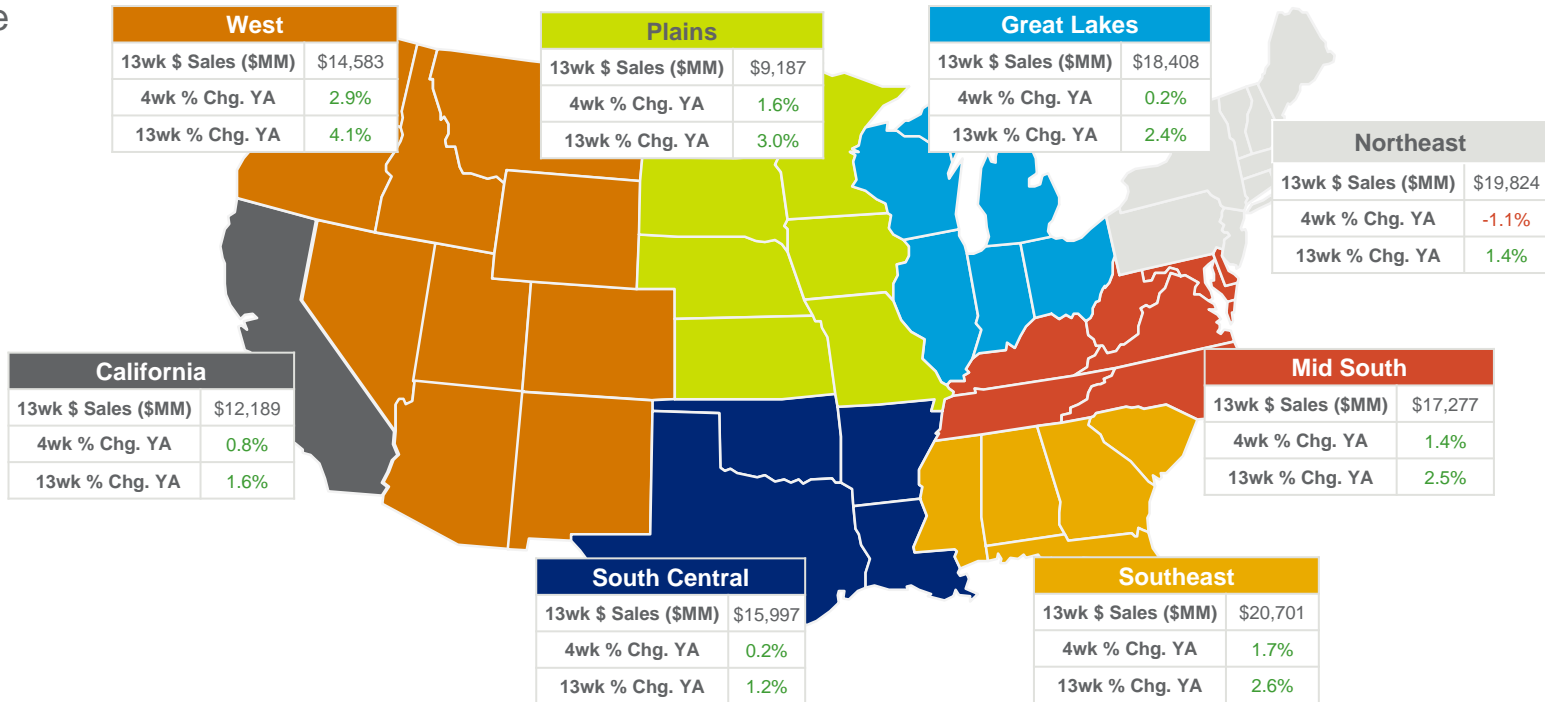 e
West
13wk $ Sales ($MM) $14,583
4wk % Chg. YA 2.9%
13wk % Chg. YA 4.1%
Plains
13wk $ Sales ($MM) $9,187
4wk % Chg. YA 1.6%
13wk % Chg. YA 3.0%
Great Lakes
13wk $ Sales ($MM) $18,408
4wk % Chg. YA 0.2%
13wk % Chg. YA 2.4%
Northeast
13wk $ Sales ($MM) $19,824
4wk % Chg. YA -1.1%
13wk % Chg. YA 1.4%
California
13wk $ Sales ($MM) $12,189
4wk % Chg. YA 0.8%
13wk % Chg. YA 1.6%
Mid South
13wk $ Sales ($MM) $17,277
4wk % Chg. YA 1.4%
13wk % Chg. YA 2.5%
South Central
13wk $ Sales ($MM) $15,997
4wk % Chg. YA 0.2%
13wk % Chg. YA 1.2%
Southeast
13wk $ Sales ($MM) $20,701
4wk % Chg. YA 1.7%
13wk % Chg. YA 2.6%